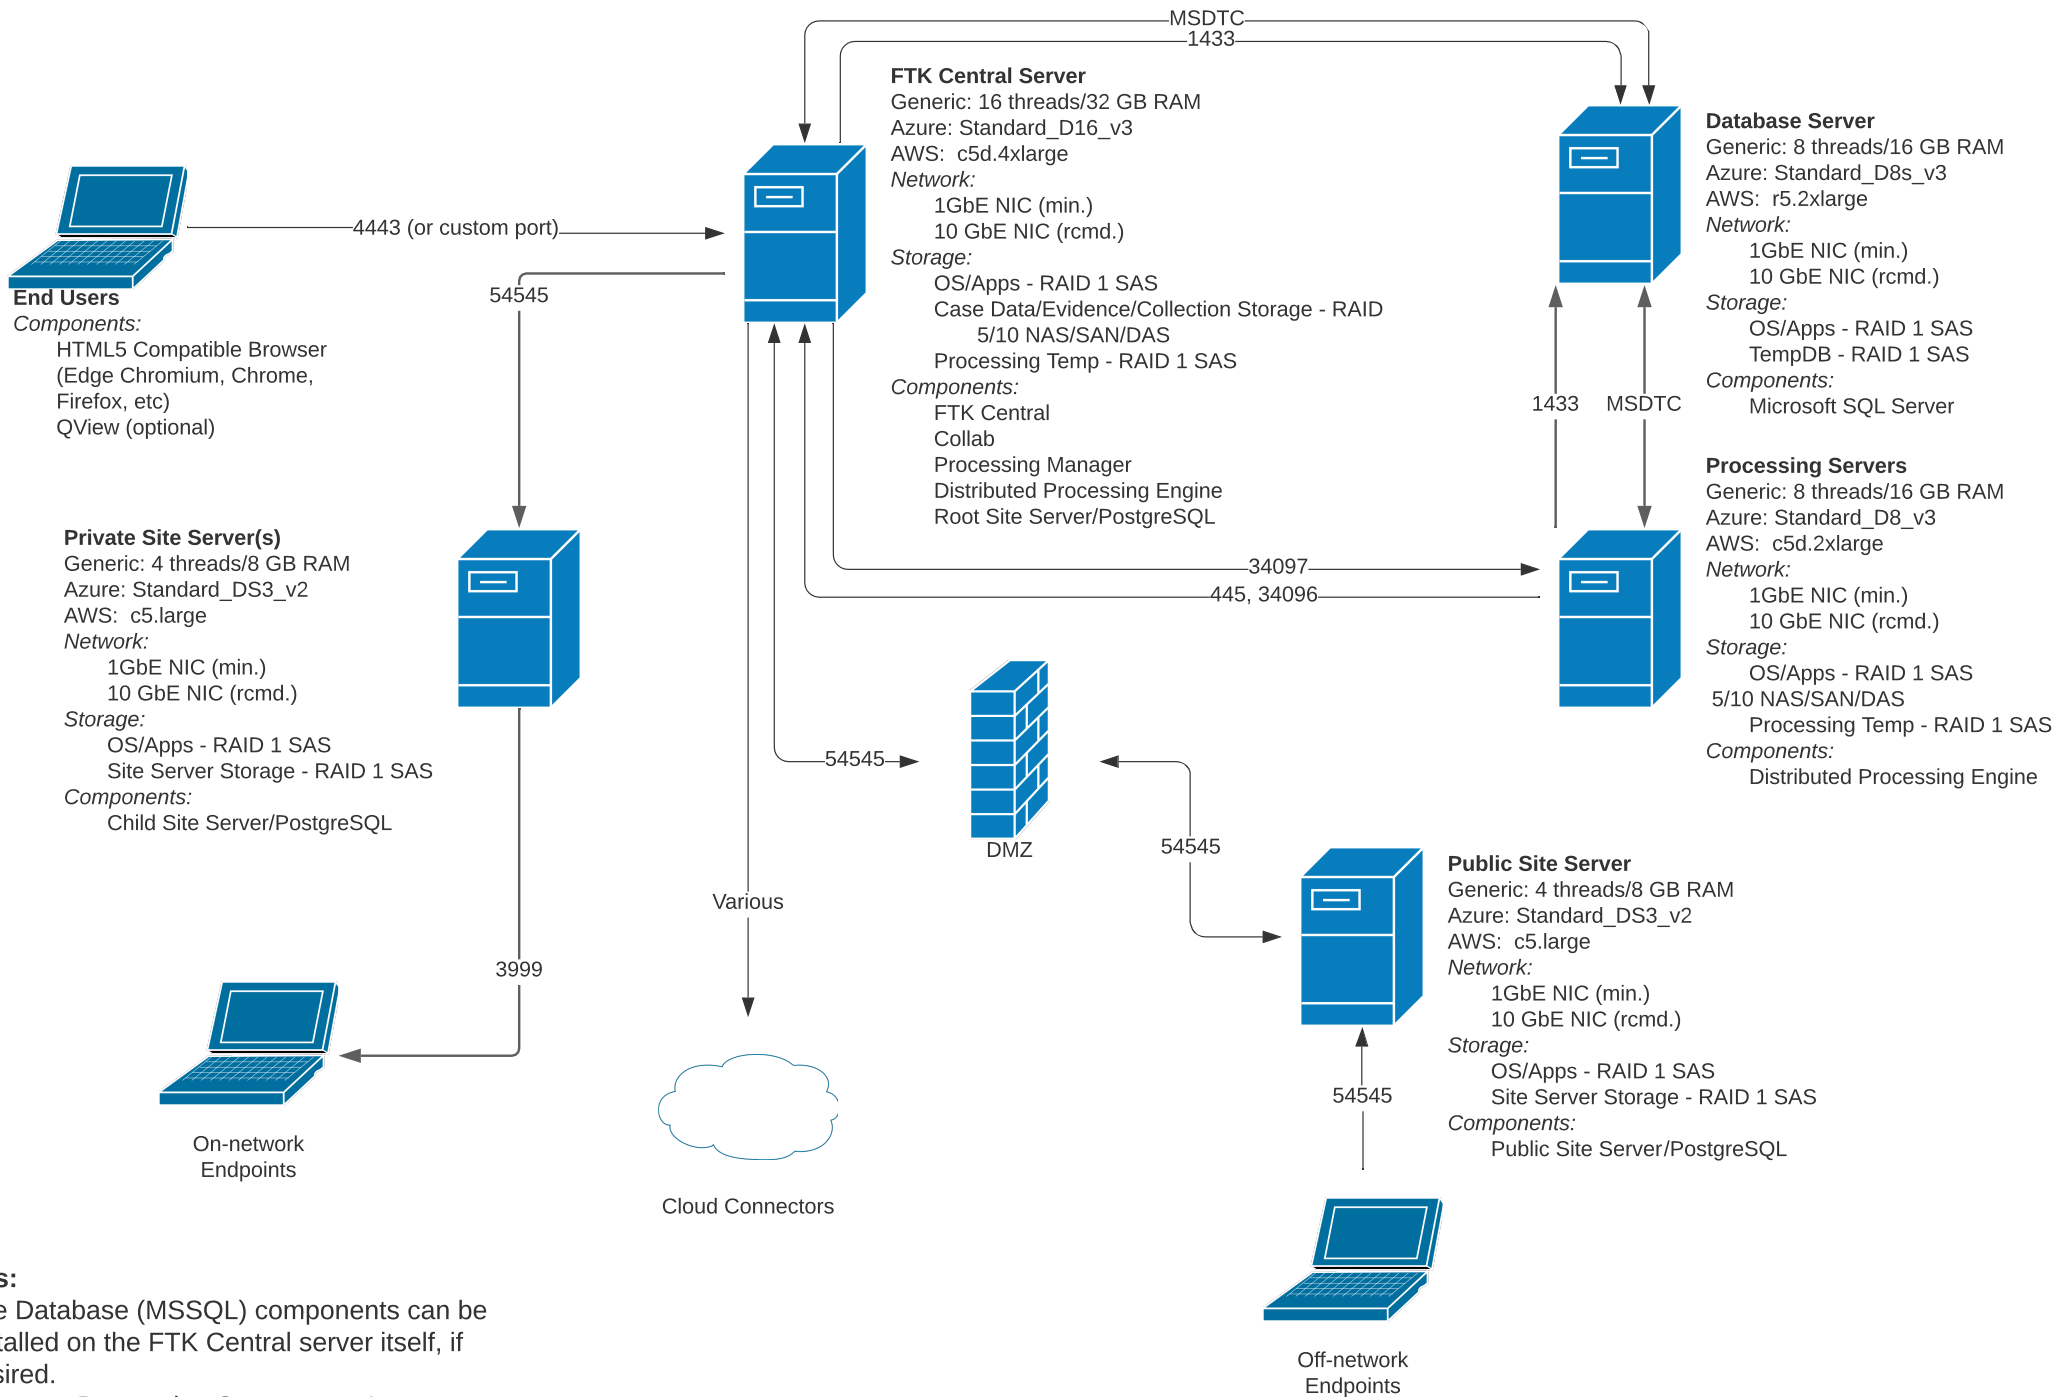 MSDTC
1433
FTK Central Server
Generic: 16 threads/32 GB RAM
Azure: Standard_D16_v3
AWS:  c5d.4xlarge
Network:
1GbE NIC (min.)
10 GbE NIC (rcmd.)
Storage:
OS/Apps - RAID 1 SAS
Case Data/Evidence/Collection Storage - RAID
5/10 NAS/SAN/DAS
Processing Temp - RAID 1 SAS
Components:
FTK Central
Collab
Processing Manager
Distributed Processing Engine
Root Site Server/PostgreSQL
Database Server
Generic: 8 threads/16 GB RAM
Azure: Standard_D8s_v3
AWS:  r5.2xlarge
Network:
1GbE NIC (min.)
10 GbE NIC (rcmd.)
Storage:
OS/Apps - RAID 1 SAS
TempDB - RAID 1 SAS
Components:
Microsoft SQL Server
4443 (or custom port)
54545
End Users
Components:
HTML5 Compatible Browser
(Edge Chromium, Chrome,
Firefox, etc)
QView (optional)
1433
MSDTC
Processing Servers
Generic: 8 threads/16 GB RAM
Azure: Standard_D8_v3
AWS:  c5d.2xlarge
Network:
1GbE NIC (min.)
10 GbE NIC (rcmd.)
Storage:
OS/Apps - RAID 1 SAS
5/10 NAS/SAN/DAS
Processing Temp - RAID 1 SAS
Components:
Distributed Processing Engine
Private Site Server(s)
Generic: 4 threads/8 GB RAM
Azure: Standard_DS3_v2
AWS:  c5.large
Network:
1GbE NIC (min.)
10 GbE NIC (rcmd.)
Storage:
OS/Apps - RAID 1 SAS
Site Server Storage - RAID 1 SAS
Components:
Child Site Server/PostgreSQL
34097
445, 34096
54545
DMZ
54545
Various
3999
Public Site Server
Generic: 4 threads/8 GB RAM
Azure: Standard_DS3_v2
AWS:  c5.large
Network:
1GbE NIC (min.)
10 GbE NIC (rcmd.)
Storage:
OS/Apps - RAID 1 SAS
Site Server Storage - RAID 1 SAS
Components:
Public Site Server/PostgreSQL
54545
On-network
Endpoints
Cloud Connectors
Off-network
Endpoints
s:
e Database (MSSQL) components can be
talled on the FTK Central server itself, if
sired.